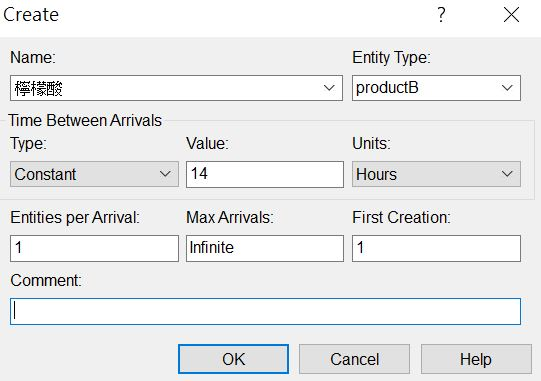 Create ?
Name: Entity Type:
檸檬酸 productB
Time Between Arrivals
Type: Value: Units:
Constant 14 Hours
Entities per Arrival: Max Arrivals: First Creation:
1 Infinite 1
Comment:
OK Cancel Help